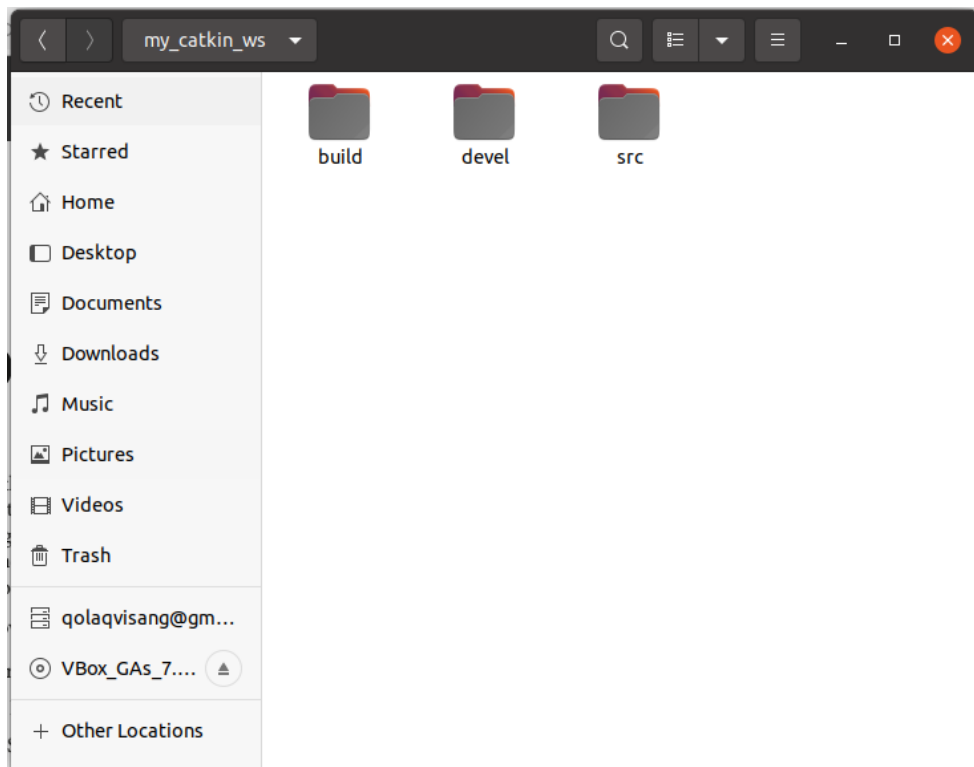 my_catkin_ws
Recent
Starred
Home
Desktop
Documents
Downloads
Music
Pictures
Videos
Trash
qolaqvisang@gm...
VBox_GAs_7....
Other Locations
build devel src